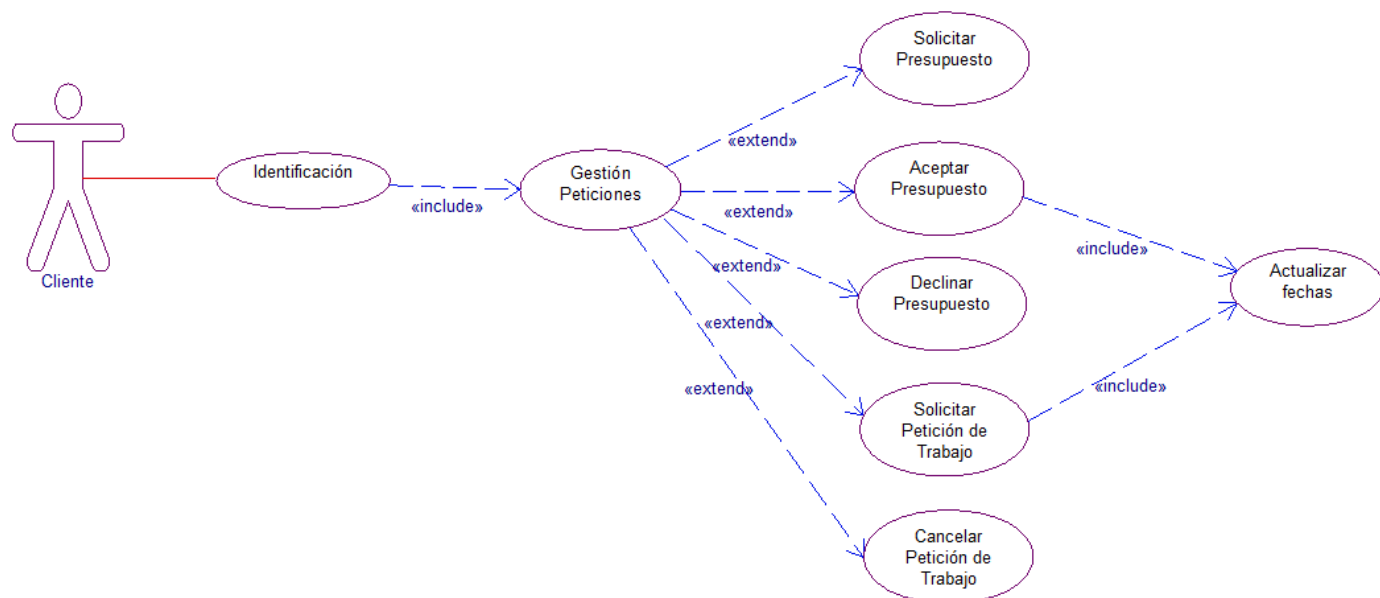 Solicitar
Presupuesto
«extend»
Identificación
«include»
Gestión
Peticiones
Aceptar
Presupuesto
«extend»
«include»
Cliente
«extend»
Declinar
Presupuesto
Actualizar
fechas
«extend»
«extend»
«include»
Solicitar
Petición de
Trabajo
Cancelar
Petición de
Trabajo